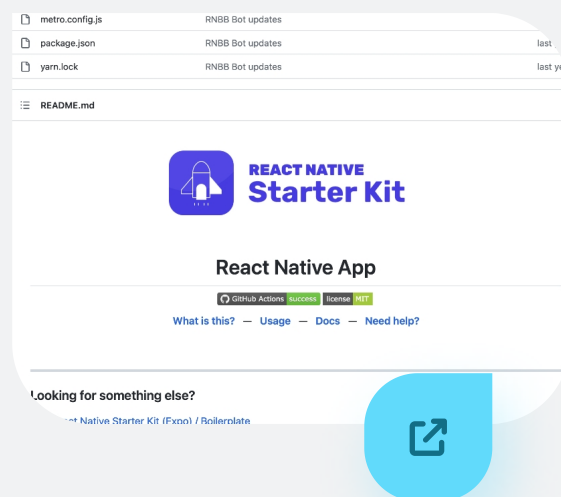 metro.config.js RNBB Bot updates
package.json RNBB Bot updates last
yarn.lock RNBB Bot updates last
README.md
REACT NATIVE
Starter Kit
React Native App
GitHub Actions success license MIT
What is this? — Usage — Docs — Need help?
Looking for something else?
Native Starter Kit (Expo) / Boilerplate